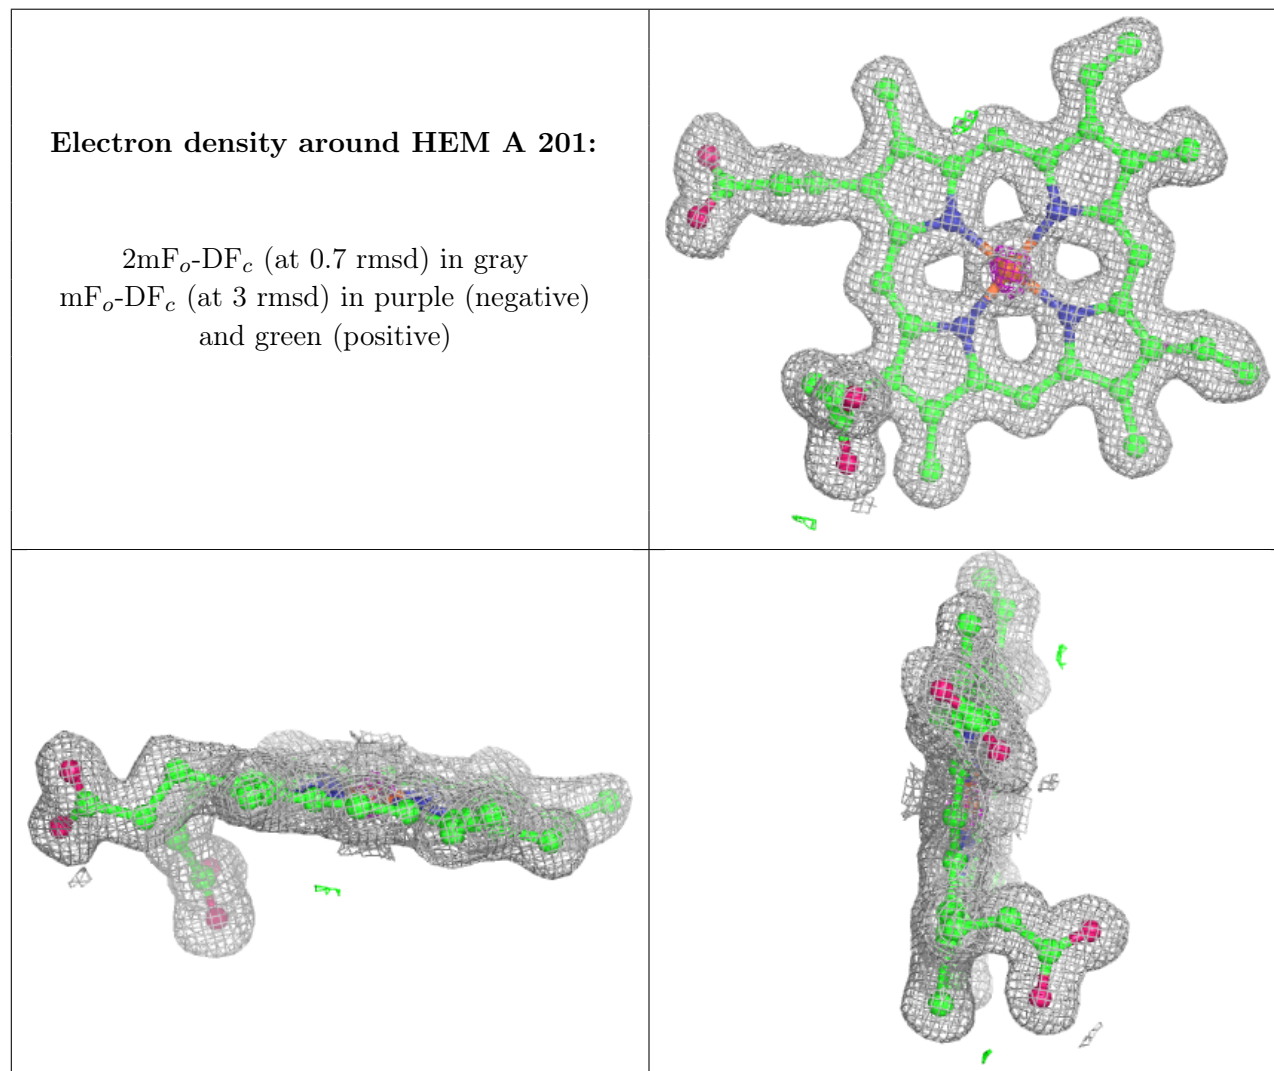 Electron density around HEM A 201:
2mFo-DFc (at 0.7 rmsd) in gray
mFo-DFc (at 3 rmsd) in purple (negative)
and green (positive)